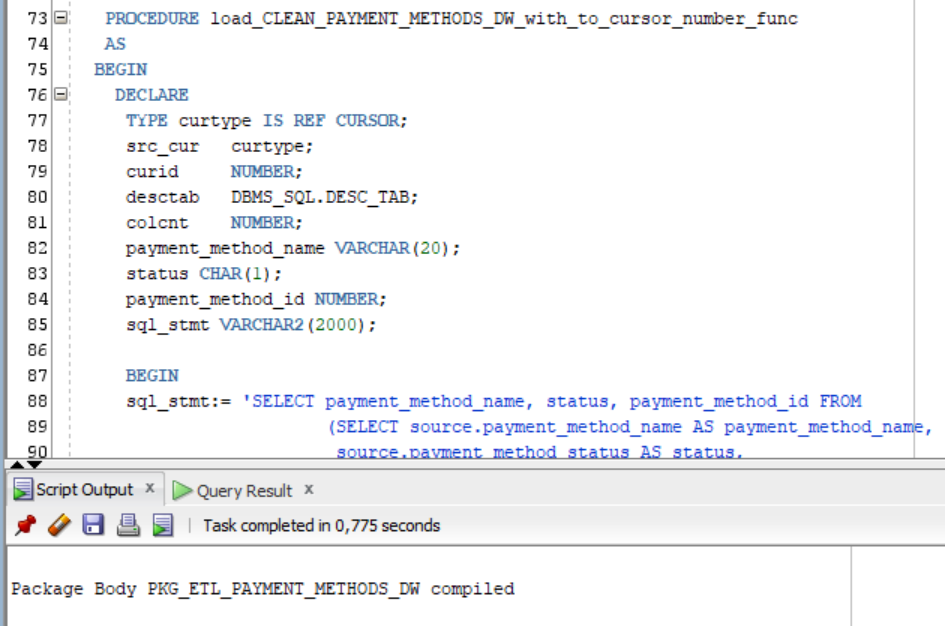 73 PROCEDURE load_CLEAN_PAYMENT_METHODS_DW_with_to_cursor_number_func
74 AS
75 BEGIN
76 DECLARE
77 TYPE curtype IS REF CURSOR;
78 src_cur curtype;
79 curid NUMBER;
80 desctab DBMS_SQL.DESC_TAB;
81 colcnt NUMBER;
82 payment_method_name VARCHAR(20);
83 status CHAR(1);
84 payment_method_id NUMBER;
85 sql_stmt VARCHAR2(2000);
86
87 BEGIN
88 sql_stmt:= 'SELECT payment_method_name, status, payment_method_id FROM
89 (SELECT source.payment_method_name AS payment_method_name,
90 source.payment_method_status AS status,
Script Output x Query Result x
Task completed in 0,775 seconds
Package Body PKG_ETL_PAYMENT_METHODS_DW compiled